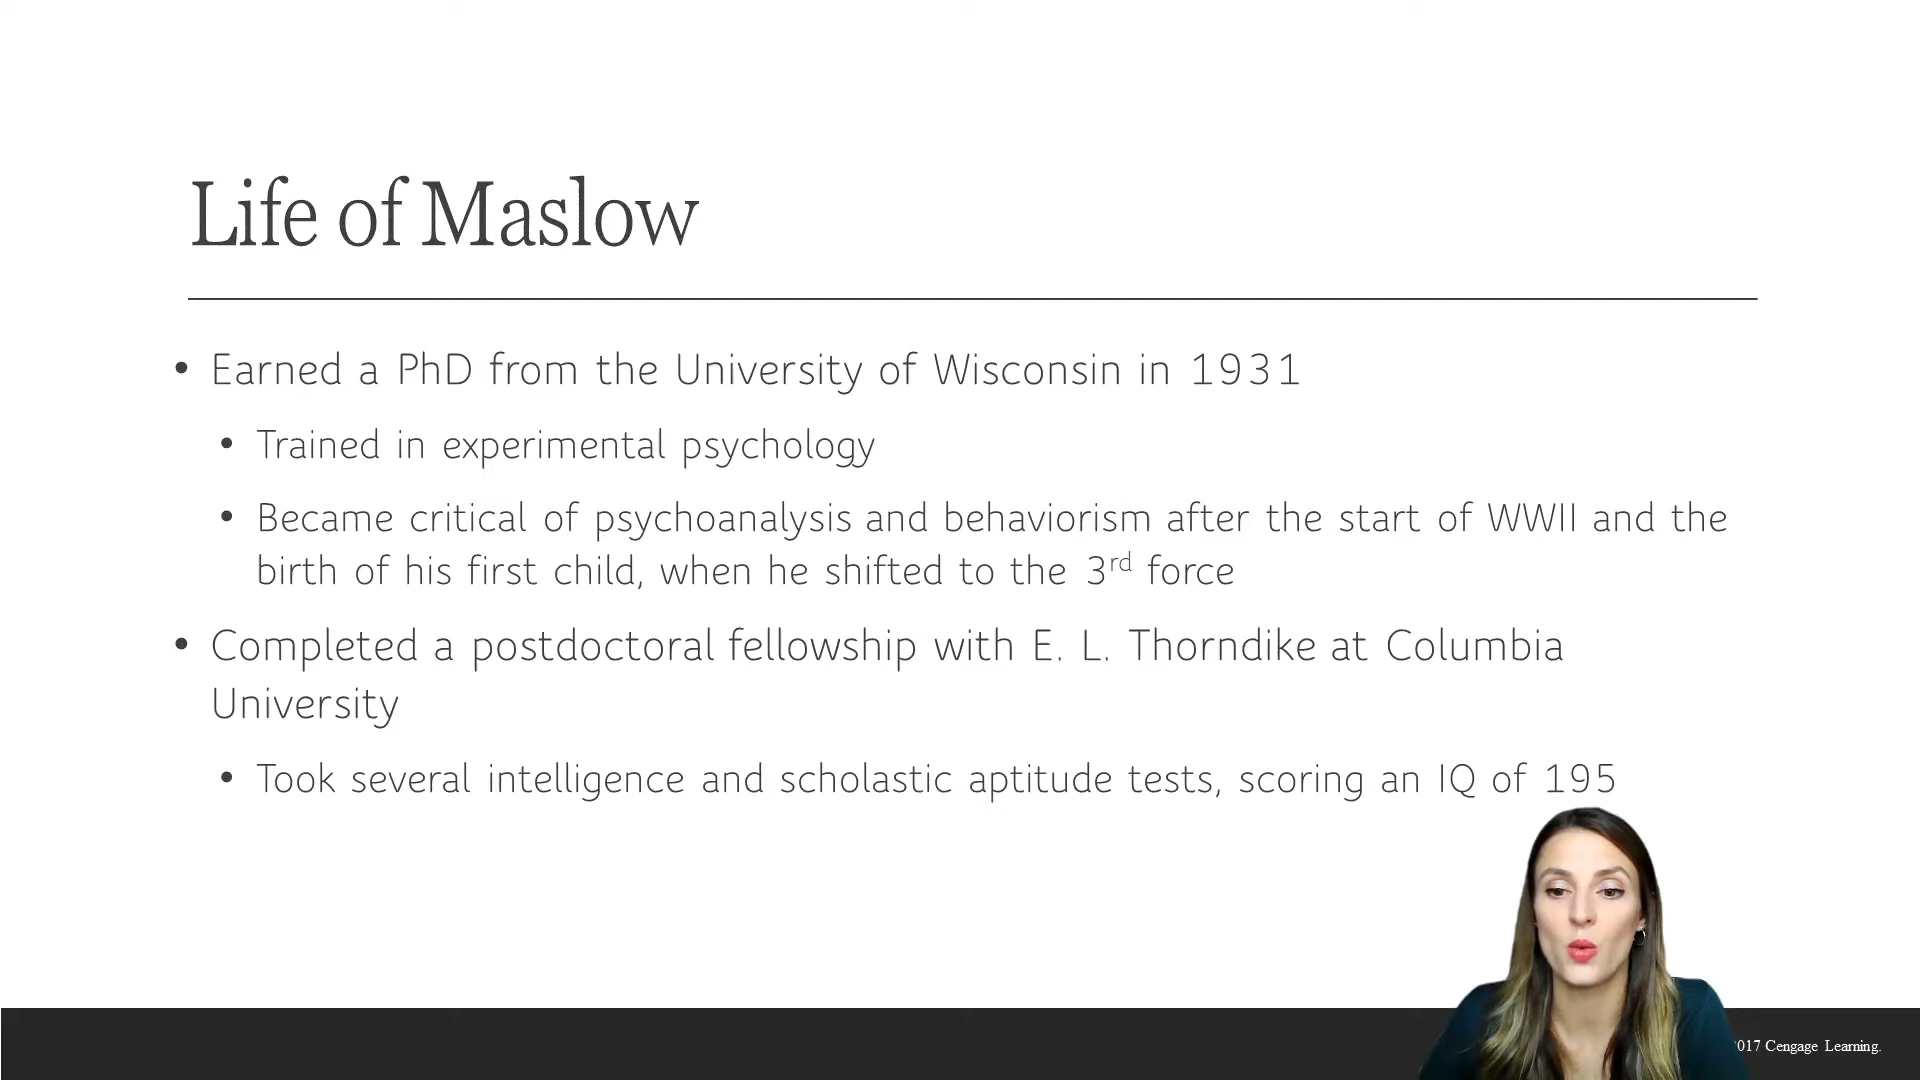 Life of Maslow
• Earned a PhD from the University of Wisconsin in 1931
• Trained in experimental psychology
• Became critical of psychoanalysis and behaviorism after the start of WWII and the
birth of his first child, when he shifted to the 3rd force
• Completed a postdoctoral fellowship with E. L. Thorndike at Columbia
University
• Took several intelligence and scholastic aptitude tests, scoring an IQ of 195
Cengage Learning.